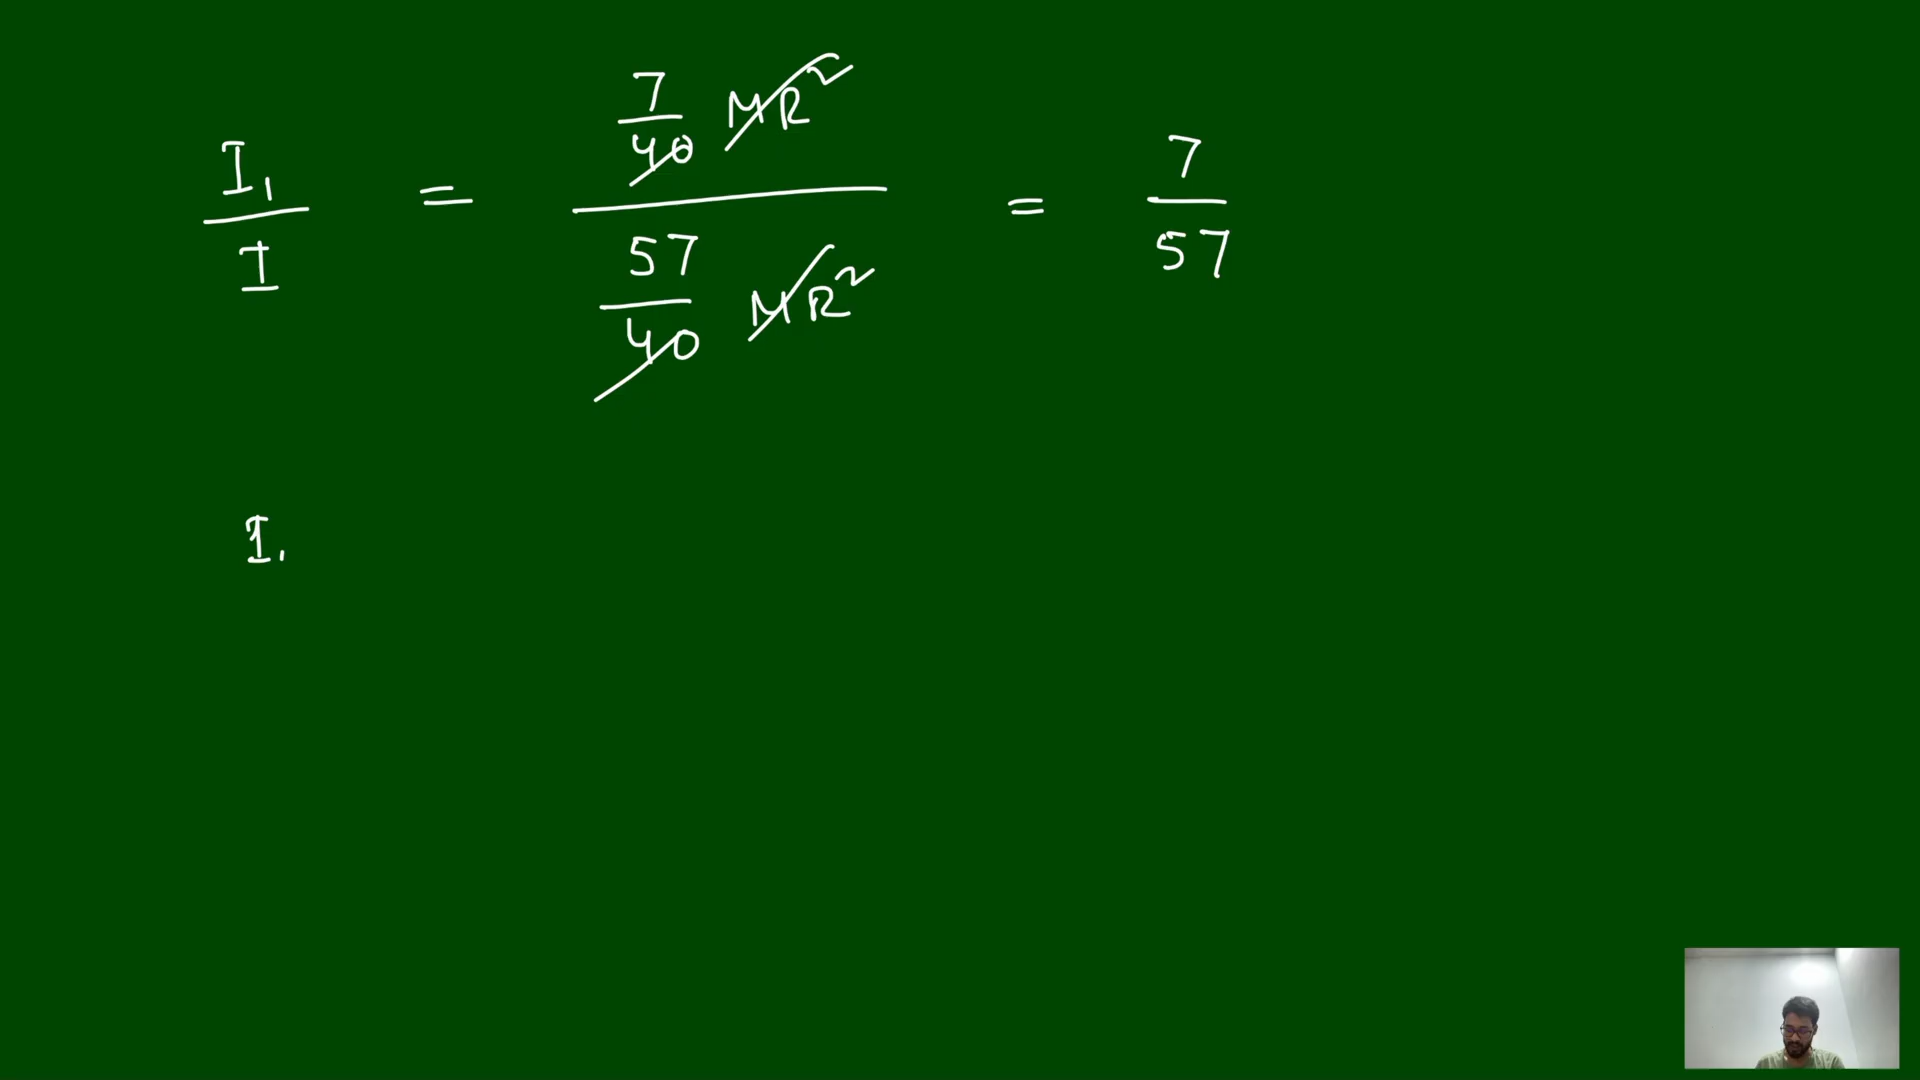 I₁/I = (7/40 MR²)/(57/40 MR²) = 7/57
I₁